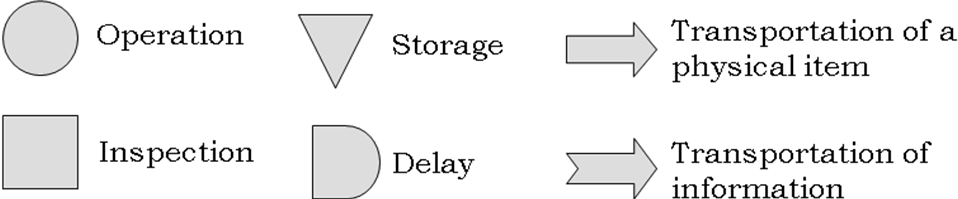 Operation
Storage
Transportation of a
physical item
Inspection
Delay
Transportation of
information